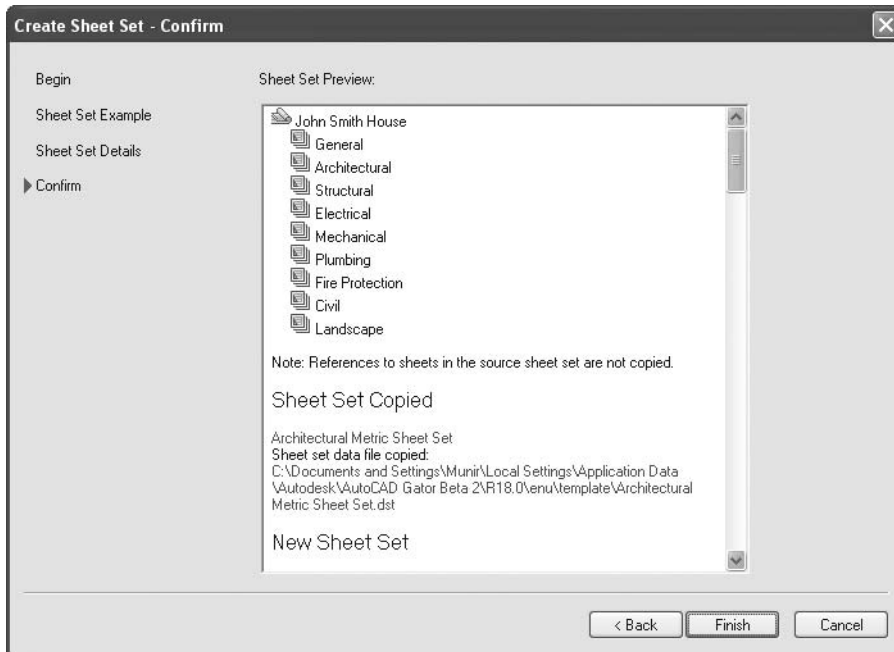 Create Sheet Set - Confirm
Begin
Sheet Set Example
Sheet Set Details
Confirm
Sheet Set Preview:
John Smith House
General
Architectural
Structural
Electrical
Mechanical
Plumbing
Fire Protection
Civil
Landscape
Note: References to sheets in the source sheet set are not copied.
Sheet Set Copied
Architectural Metric Sheet Set
Sheet set data file copied:
C:\Documents and Settings\Munir\Local Settings\Application Data
\Autodesk\AutoCAD Gator Beta 2\R18.0\enu\template\Architectural
Metric Sheet Set.dst
New Sheet Set
< Back
Finish
Cancel